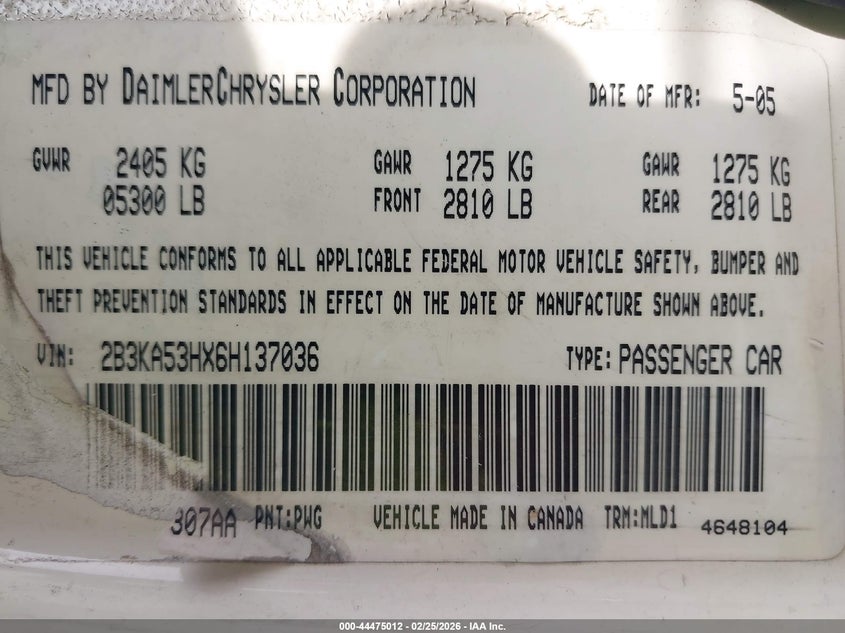 MFD BY DAIMLERCHRYSLER CORPORATION DATE OF MFR: 5-05
GVWR 2405 KG GAWR 1275 KG GAWR 1275 KG
05300 LB FRONT 2810 LB REAR 2810 LB
THIS VEHICLE CONFORMS TO ALL APPLICABLE FEDERAL MOTOR VEHICLE SAFETY, BUMPER AND
THEFT PREVENTION STANDARDS IN EFFECT ON THE DATE OF MANUFACTURE SHOWN ABOVE.
VIN: 2B3KA53HX6H137036 TYPE: PASSENGER CAR
307AA PNT:PWG VEHICLE MADE IN CANADA TRM:MLD1 4648104
000-44475012 - 02/25/2026 - IAA Inc.